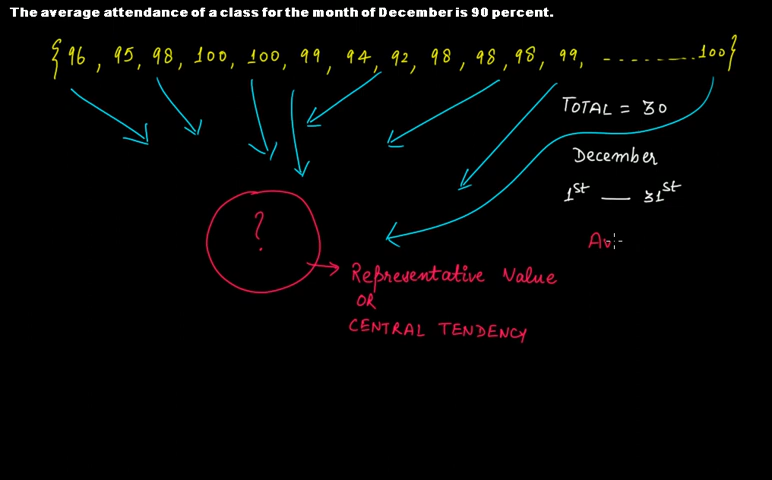 The average attendance of a class for the month of December is 90 percent.
{96, 95, 98, 100, 100, 99, 94, 92, 98, 98, 98, 99, ..........100}
TOTAL = 30
December
1st — 31st
?
Representative Value
OR
CENTRAL TENDENCY